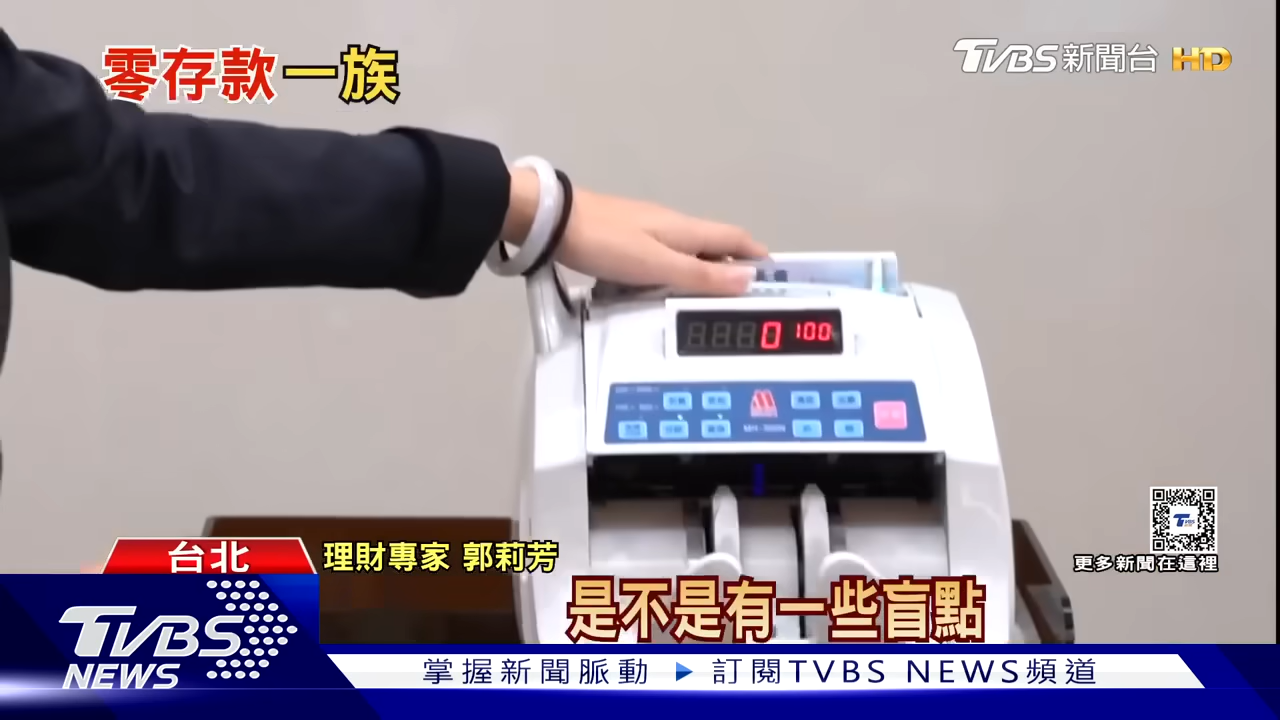 零存款一族
TVBS新聞台 HD
0 100
更多新聞在這裡
台北
理財專家 郭莉芳
是不是有一些盲點
TVBS NEWS
掌握新聞脈動 ▶ 訂閱TVBS NEWS頻道